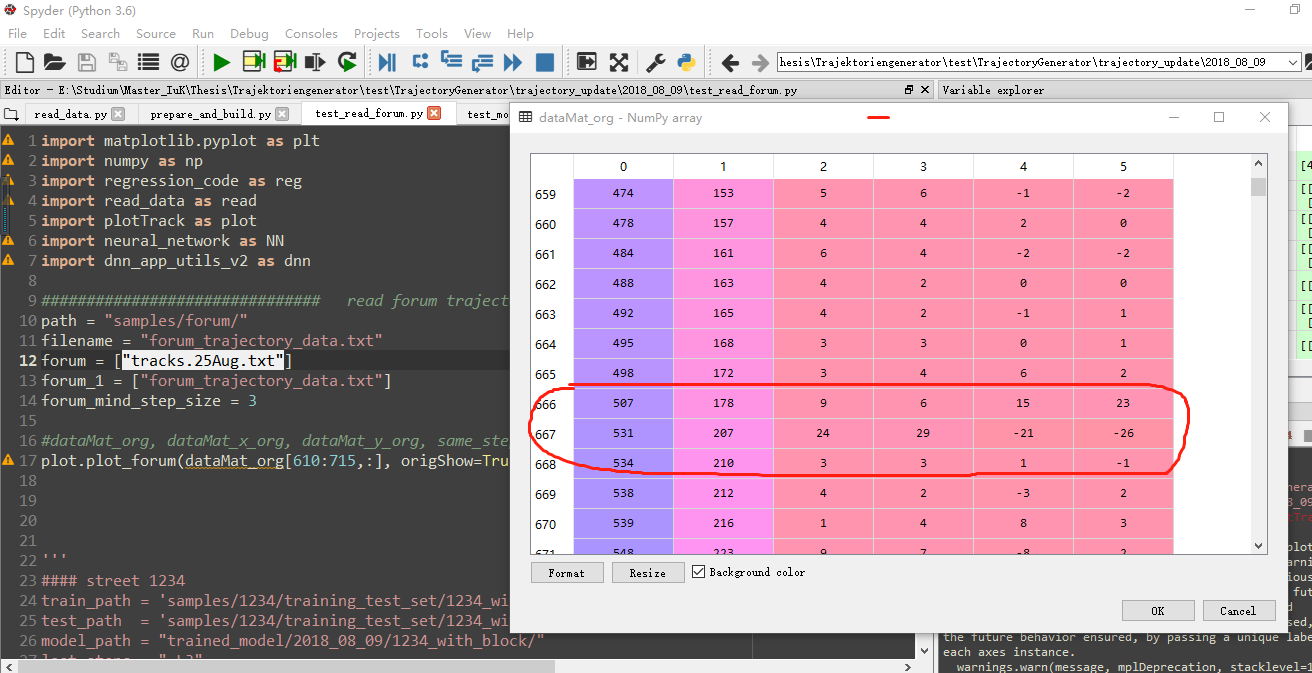 Spyder (Python 3.6)
File Edit Search Source Run Debug Consoles Projects Tools View Help
hesis\Trajektoriengenerator\test\TrajectoryGenerator\trajectory_update\2018_08_09
Editor - E:\Studium\Master_IuK\Thesis\Trajektoriengenerator\test\TrajectoryGenerator\trajectory_update\2018_08_09\test_read_forum.py
Variable explorer
read_data.py prepare_and_build.py test_read_forum.py test_mo
1 import matplotlib.pyplot as plt
2 import numpy as np
3 import regression_code as reg
4 import read_data as read
5 import plotTrack as plot
6 import neural_network as NN
7 import dnn_app_utils_v2 as dnn
8
9 ############################### read forum traject
10 path = "samples/forum/"
11 filename = "forum_trajectory_data.txt"
12 forum = ["tracks.25Aug.txt"]
13 forum_1 = ["forum_trajectory_data.txt"]
14 forum_mind_step_size = 3
15
16 #dataMat_org, dataMat_x_org, dataMat_y_org, same_ste
17 plot.plot_forum(dataMat_org[610:715,:], origShow=Tru
18
19
20
21
22 '''
23 #### street 1234
24 train_path = 'samples/1234/training_test_set/1234_wi
25 test_path = 'samples/1234/training_test_set/1234_wi
26 model_path = "trained_model/2018_08_09/1234_with_block/"
dataMat_org - NumPy array
0 1 2 3 4 5
659 474 153 5 6 -1 -2
660 478 157 4 4 2 0
661 484 161 6 4 -2 -2
662 488 163 4 2 0 0
663 492 165 4 2 -1 1
664 495 168 3 3 0 1
665 498 172 3 4 6 2
666 507 178 9 6 15 23
667 531 207 24 29 -21 -26
668 534 210 3 3 1 -1
669 538 212 4 2 -3 2
670 539 216 1 4 8 3
671 548 223 9 7 -8 2
Format Resize Background color
OK Cancel
the future behavior ensured, by passing a unique label
each axes instance.
warnings.warn(message, mplDeprecation, stacklevel=1